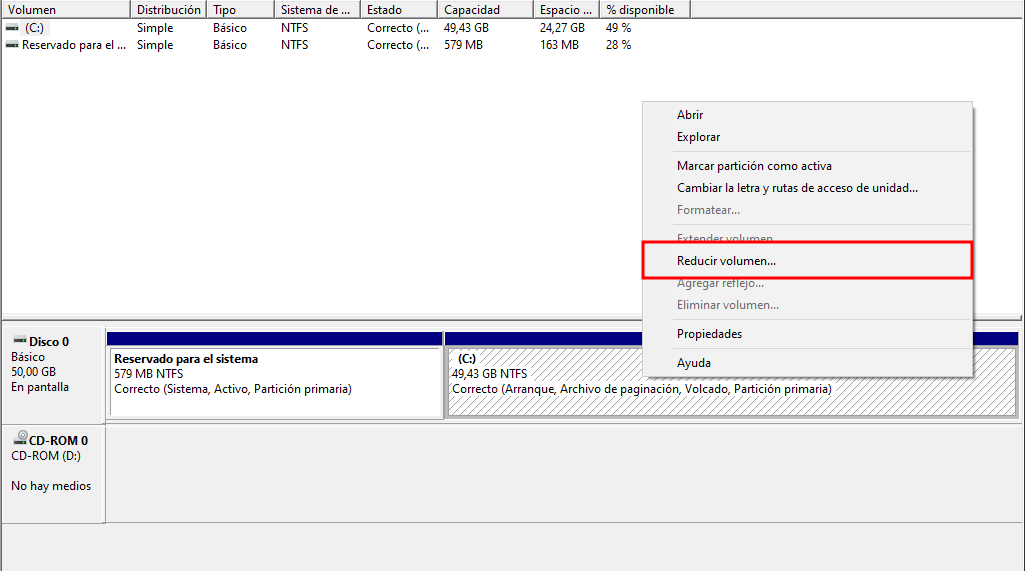 Volumen Distribución Tipo Sistema de ... Estado Capacidad Espacio ... % disponible
(C:) Simple Básico NTFS Correcto (... 49,43 GB 24,27 GB 49 %
Reservado para el ... Simple Básico NTFS Correcto (... 579 MB 163 MB 28 %
Abrir
Explorar
Marcar partición como activa
Cambiar la letra y rutas de acceso de unidad...
Formatear...
Extender volumen...
Reducir volumen...
Agregar reflejo...
Eliminar volumen...
Propiedades
Ayuda
Disco 0
Básico
50,00 GB
En pantalla
Reservado para el sistema
579 MB NTFS
Correcto (Sistema, Activo, Partición primaria)
(C:)
49,43 GB NTFS
Correcto (Arranque, Archivo de paginación, Volcado, Partición primaria)
CD-ROM 0
CD-ROM (D:)
No hay medios